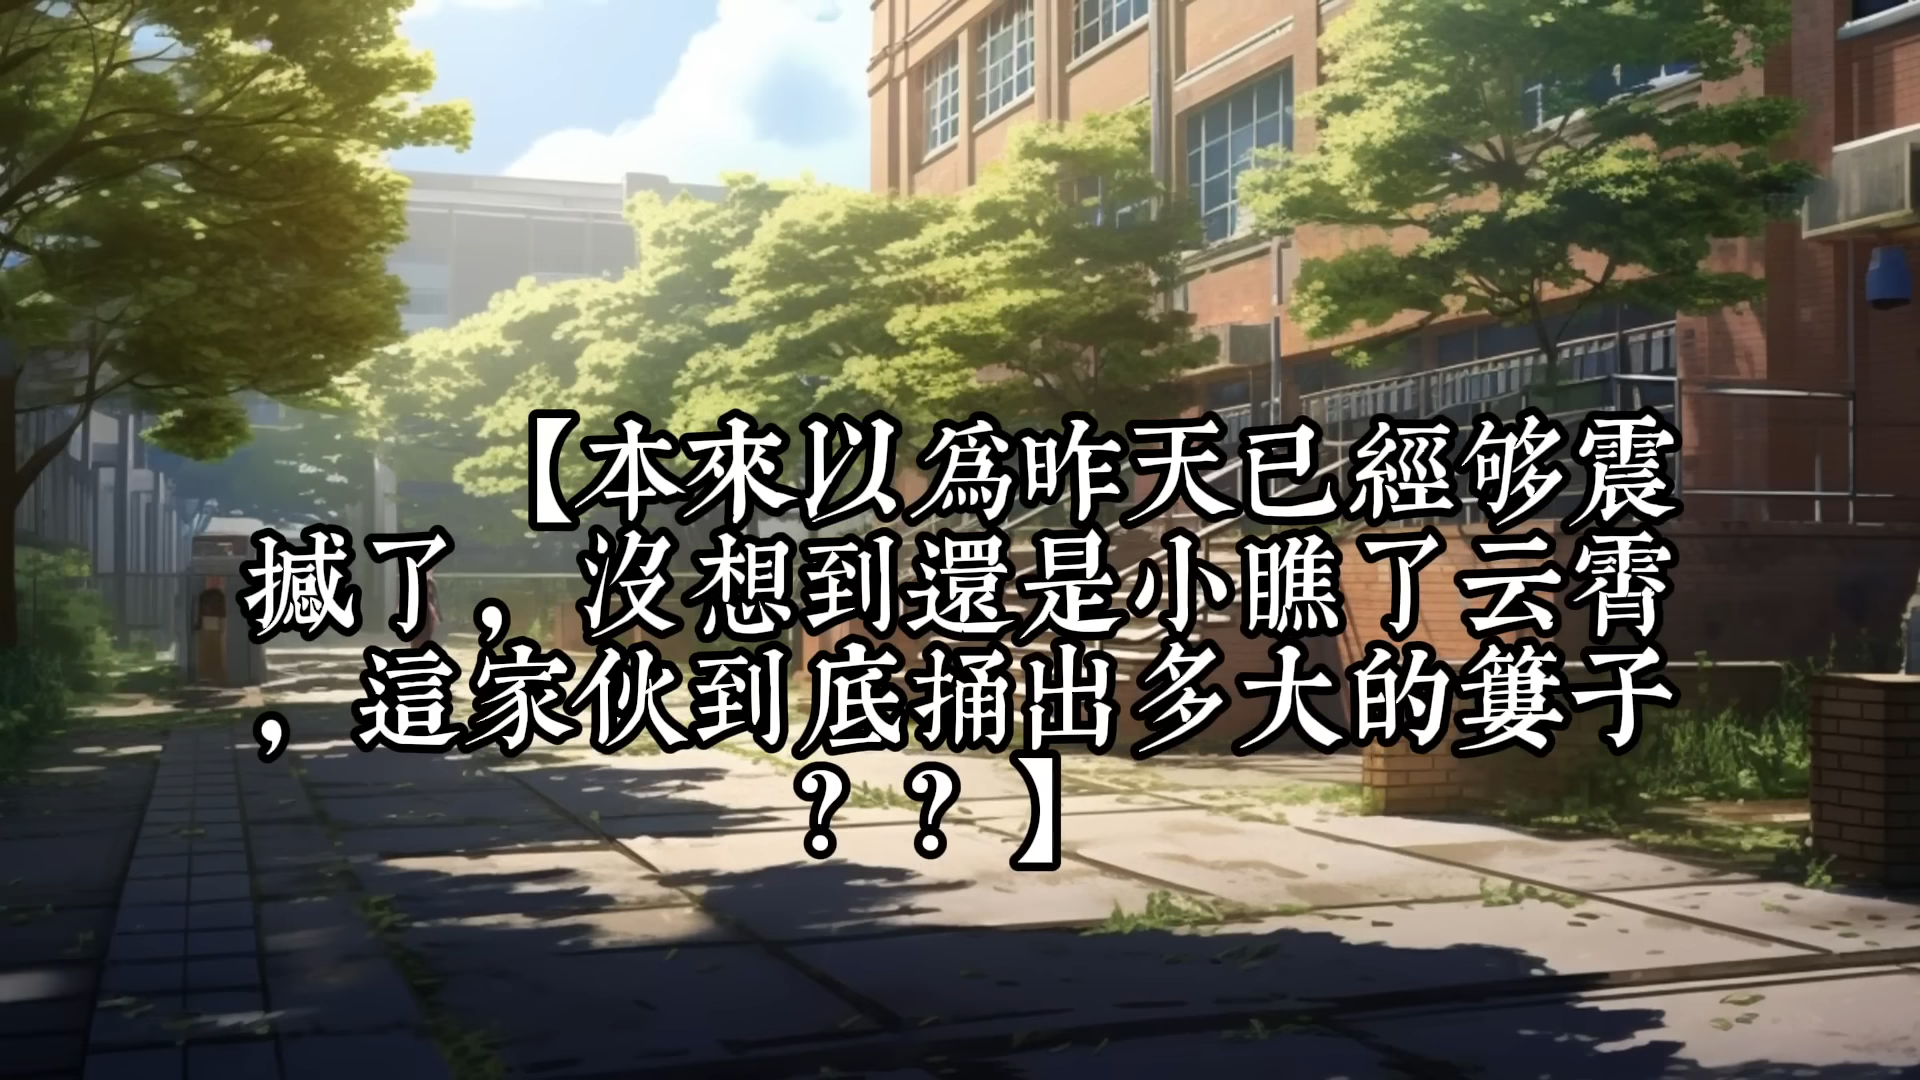 【本來以爲昨天已經够震
撼了，沒想到還是小瞧了云霄
，這家伙到底捅出多大的簍子
？？】